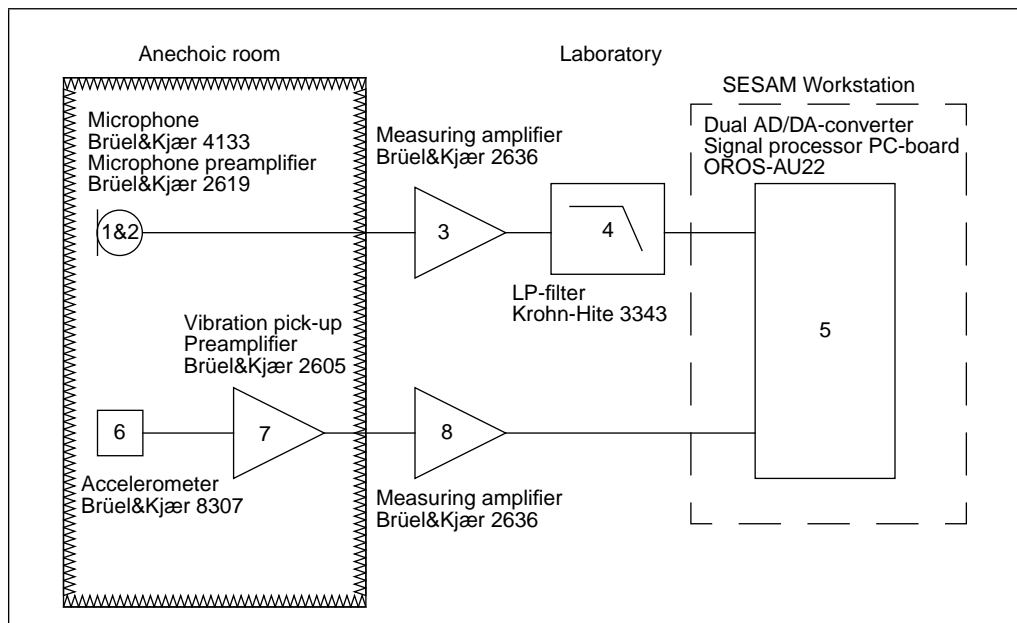 Anechoic room
Laboratory
SESAM Workstation
Microphone
Brüel&Kjær 4133
Microphone preamplifier
Brüel&Kjær 2619
Measuring amplifier
Brüel&Kjær 2636
Dual AD/DA-converter
Signal processor PC-board
OROS-AU22
1&2
3
4
LP-filter
Krohn-Hite 3343
5
Vibration pick-up
Preamplifier
Brüel&Kjær 2605
6
7
8
Accelerometer
Brüel&Kjær 8307
Measuring amplifier
Brüel&Kjær 2636